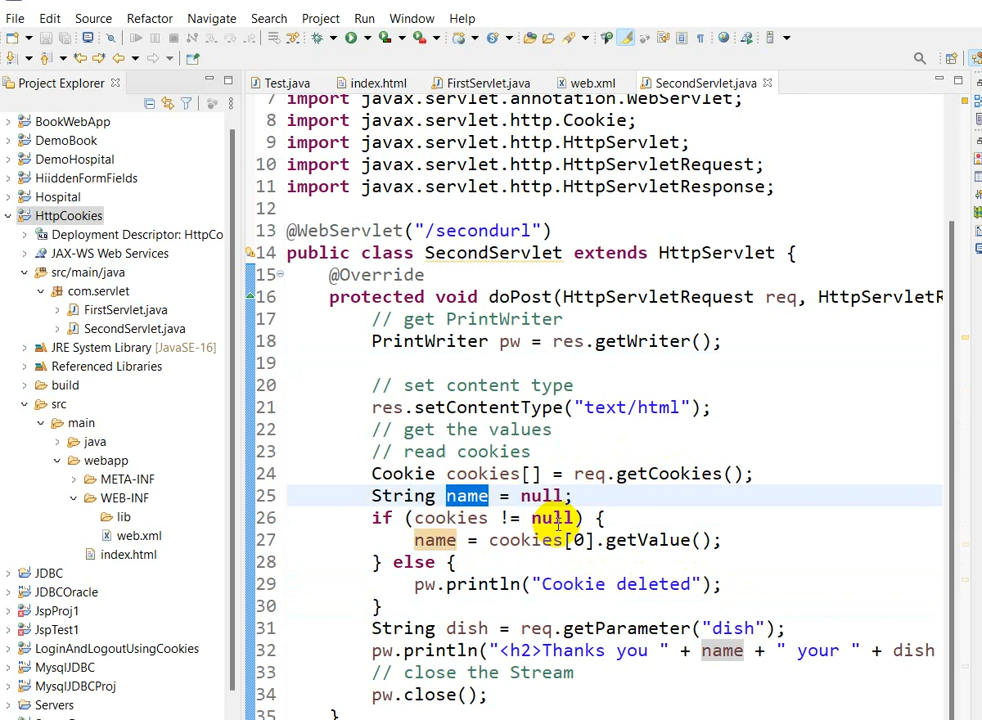 File Edit Source Refactor Navigate Search Project Run Window Help
Project Explorer
Test.java index.html FirstServlet.java web.xml SecondServlet.java
BookWebApp
DemoBook
DemoHospital
HiiddenFormFields
Hospital
HttpCookies
Deployment Descriptor: HttpCo
JAX-WS Web Services
src/main/java
com.servlet
FirstServlet.java
SecondServlet.java
JRE System Library [JavaSE-16]
Referenced Libraries
build
src
main
java
webapp
META-INF
WEB-INF
lib
web.xml
index.html
JDBC
JDBCOracle
JspProj1
JspTest1
LoginAndLogoutUsingCookies
MysqlJDBC
MysqlJDBCProj
Servers
7 import javax.servlet.annotation.WebServlet;
8 import javax.servlet.http.Cookie;
9 import javax.servlet.http.HttpServlet;
10 import javax.servlet.http.HttpServletRequest;
11 import javax.servlet.http.HttpServletResponse;
12
13 @WebServlet("/secondurl")
14 public class SecondServlet extends HttpServlet {
15 @Override
16 protected void doPost(HttpServletRequest req, HttpServletR
17 // get PrintWriter
18 PrintWriter pw = res.getWriter();
19
20 // set content type
21 res.setContentType("text/html");
22 // get the values
23 // read cookies
24 Cookie cookies[] = req.getCookies();
25 String name = null;
26 if (cookies != null) {
27 name = cookies[0].getValue();
28 } else {
29 pw.println("Cookie deleted");
30 }
31 String dish = req.getParameter("dish");
32 pw.println("<h2>Thanks you " + name + " your " + dish
33 // close the Stream
34 pw.close();
35 }